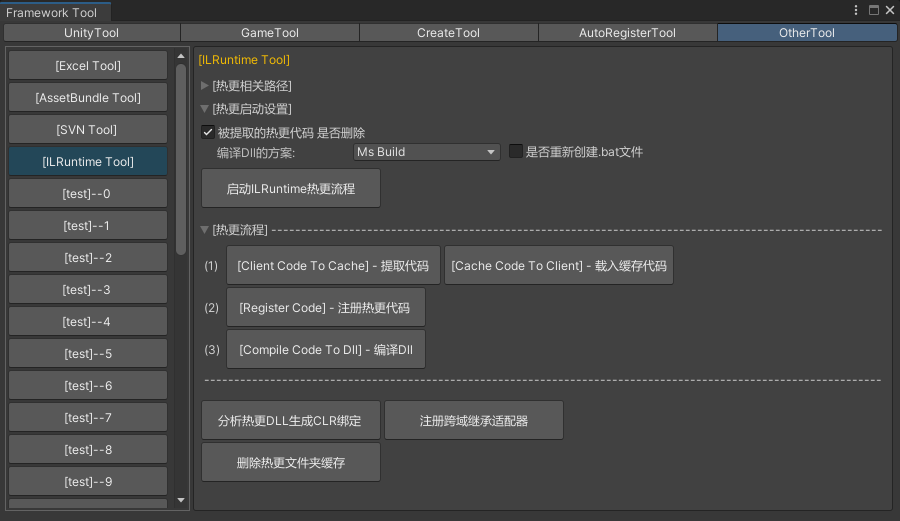 Framework Tool
UnityTool GameTool CreateTool AutoRegisterTool OtherTool
[Excel Tool]
[AssetBundle Tool]
[SVN Tool]
[ILRuntime Tool]
[test]--0
[test]--1
[test]--2
[test]--3
[test]--4
[test]--5
[test]--6
[test]--7
[test]--8
[test]--9
[ILRuntime Tool]
[热更相关路径]
[热更启动设置]
被提取的热更代码 是否删除
编译Dll的方案: Ms Build 是否重新创建.bat文件
启动ILRuntime热更流程
[热更流程] ------------------------------------------------------------------------------------------------------
(1) [Client Code To Cache] - 提取代码 [Cache Code To Client] - 载入缓存代码
(2) [Register Code] - 注册热更代码
(3) [Compile Code To Dll] - 编译Dll
-----------------------------------------------------------------------------------------------------------------
分析热更DLL生成CLR绑定 注册跨域继承适配器
删除热更文件夹缓存